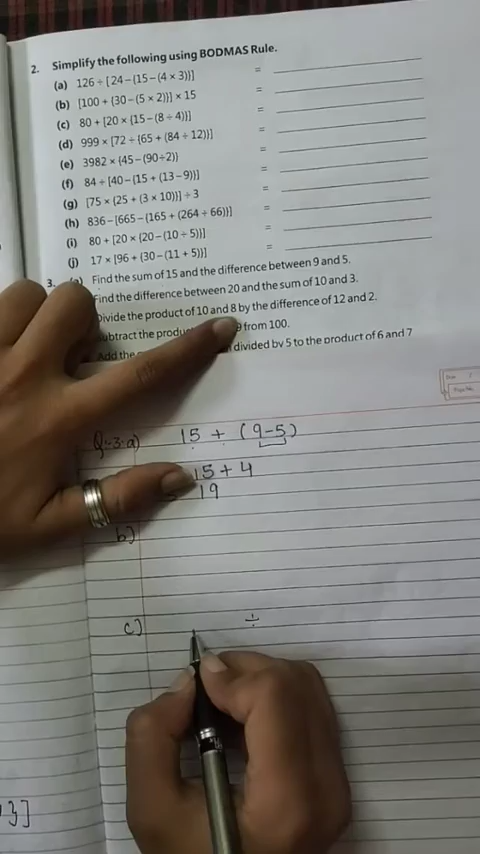 2. Simplify the following using BODMAS Rule.
(a) 126 ÷ [24 – {15 – (4 × 3)}] =
(b) [100 + {30 – (5 × 2)}] × 15 =
(c) 80 + [20 × {15 – (8 ÷ 4)}] =
(d) 999 × [72 ÷ {65 + (84 ÷ 12)}] =
(e) 3982 × {45 – (90÷2)} =
(f) 84 ÷ [40 – {15 + (13 – 9)}] =
(g) [75 × {25 + (3 × 10)}] ÷ 3 =
(h) 836 – [665 – {165 + (264 ÷ 66)}] =
(i) 80 + [20 × {20 – (10 ÷ 5)}] =
(j) 17 × [96 + {30 – (11 + 5)}] =
3. (a) Find the sum of 15 and the difference between 9 and 5.
Find the difference between 20 and the sum of 10 and 3.
Divide the product of 10 and 8 by the difference of 12 and 2.
Subtract the 9 from 100.
Add the divided by 5 to the product of 6 and 7
Q:-3·a) 15 + (9-5)
15 + 4
19
b)
c) ÷
}]